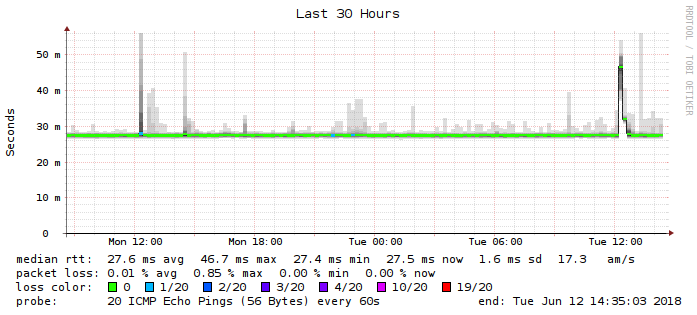 Last 30 Hours
RRDTOOL / TOBI OETIKER
Seconds
50 m
40 m
30 m
20 m
10 m
0
Mon 12:00 Mon 18:00 Tue 00:00 Tue 06:00 Tue 12:00
median rtt: 27.6 ms avg 46.7 ms max 27.4 ms min 27.5 ms now 1.6 ms sd 17.3 am/s
packet loss: 0.01 % avg 0.85 % max 0.00 % min 0.00 % now
loss color: 0 1/20 2/20 3/20 4/20 10/20 19/20
probe: 20 ICMP Echo Pings (56 Bytes) every 60s end: Tue Jun 12 14:35:03 2018